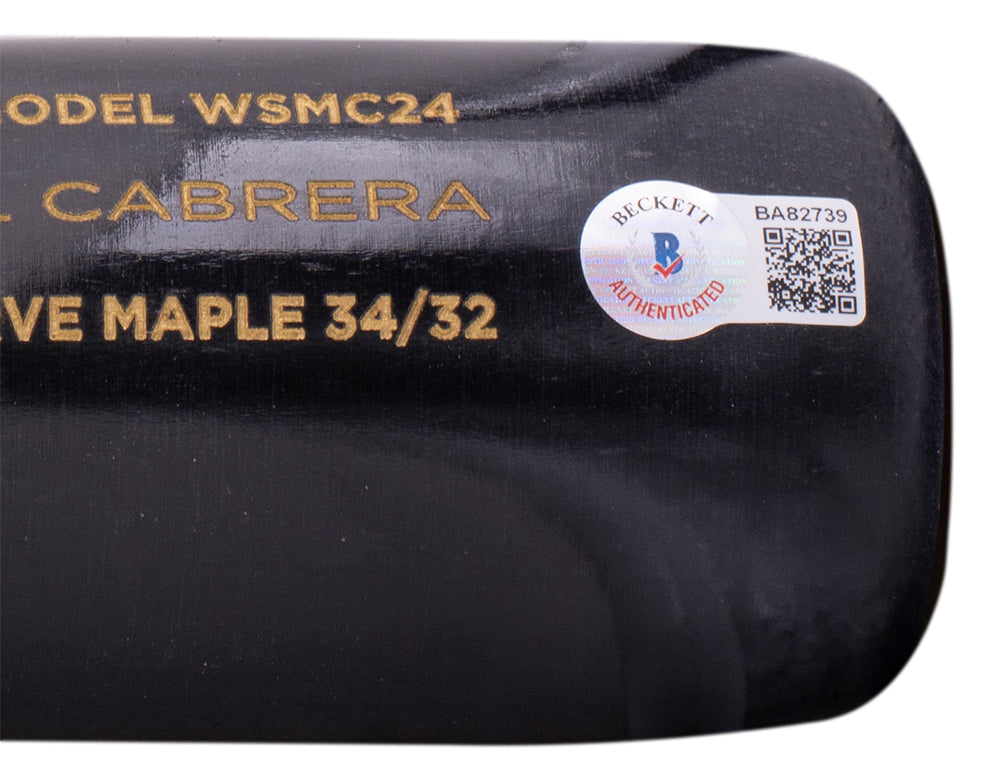 ODEL WSMC24
CABRERA
VE MAPLE 34/32
BECKETT
B
AUTHENTICATED
BA82739